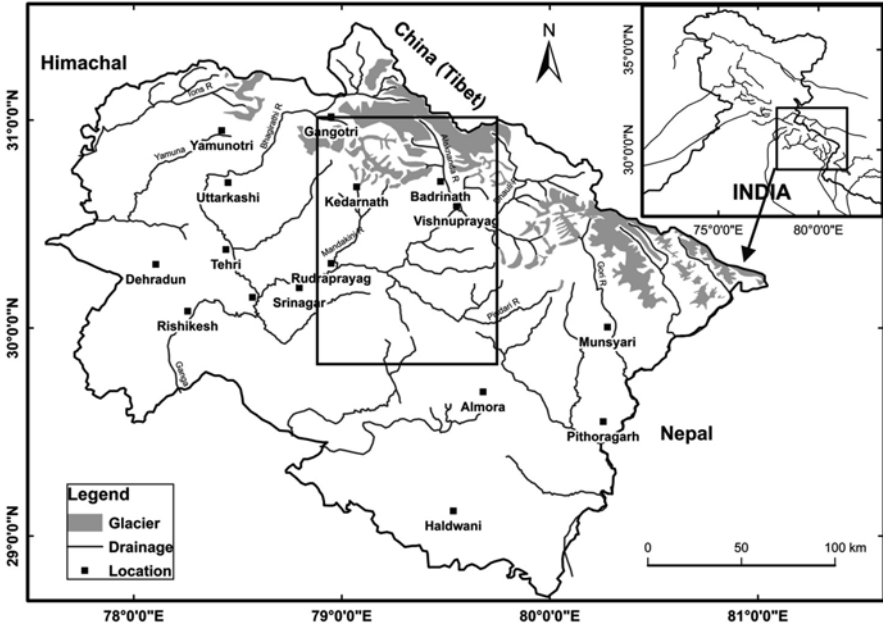 Himachal
China (Tibet)
N
35°0'0"N
30°0'0"N
INDIA
75°0'0"E
80°0'0"E
31°0'0"N
30°0'0"N
29°0'0"N
Tons R
Bhagirathi R
Yamuna
Yamunotri
Gangotri
Alaknanda R
Uttarkashi
Kedarnath
Badrinath
Vishnuprayag
Mandakini R
Dehradun
Tehri
Rudraprayag
Srinagar
Rishikesh
Pindari R
Gori R
Munsyari
Ganga
Almora
Pithoragarh
Nepal
Haldwani
Legend
Glacier
Drainage
Location
0
50
100 km
78°0'0"E
79°0'0"E
80°0'0"E
81°0'0"E